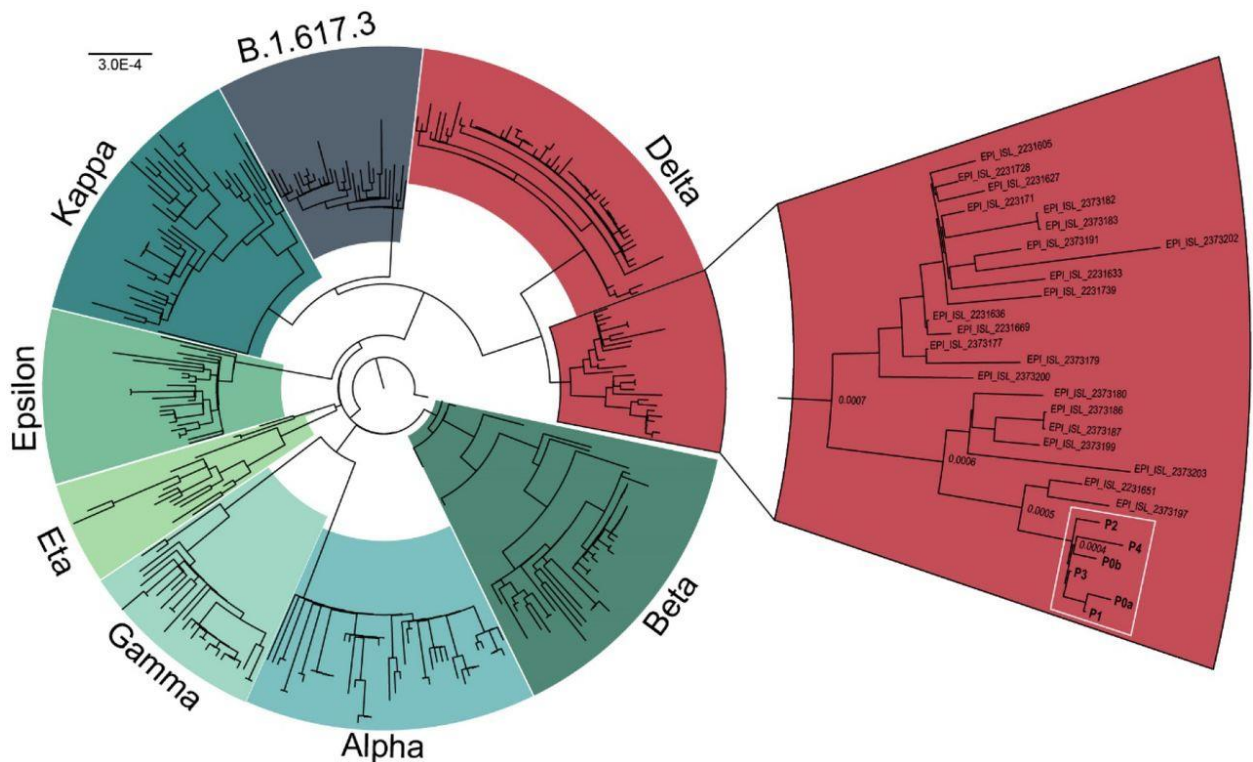 3.0E-4
B.1.617.3
Delta
Kappa
Epsilon
Eta
Gamma
Alpha
Beta
EPI_ISL_2231605
EPI_ISL_2231728
EPI_ISL_2231627
EPI_ISL_223171
EPI_ISL_2373182
EPI_ISL_2373183
EPI_ISL_2373191
EPI_ISL_2373202
EPI_ISL_2231633
EPI_ISL_2231739
EPI_ISL_2231636
EPI_ISL_2231669
EPI_ISL_2373177
EPI_ISL_2373179
EPI_ISL_2373200
0.0007
EPI_ISL_2373180
EPI_ISL_2373186
EPI_ISL_2373187
EPI_ISL_2373199
0.0006
EPI_ISL_2373203
EPI_ISL_2231651
EPI_ISL_2373197
0.0005
P2
P4
0.0004
P0b
P3
P0a
P1